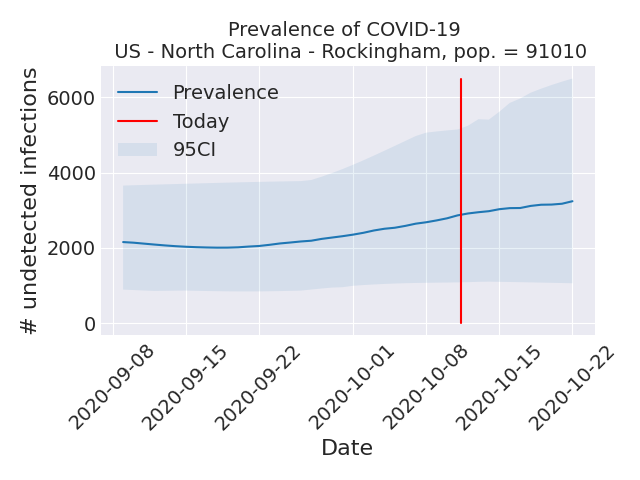 Prevalence of COVID-19
US - North Carolina - Rockingham, pop. = 91010
# undetected infections
6000
4000
2000
0
Prevalence
Today
95CI
2020-09-08
2020-09-15
2020-09-22
2020-10-01
2020-10-08
2020-10-15
2020-10-22
Date